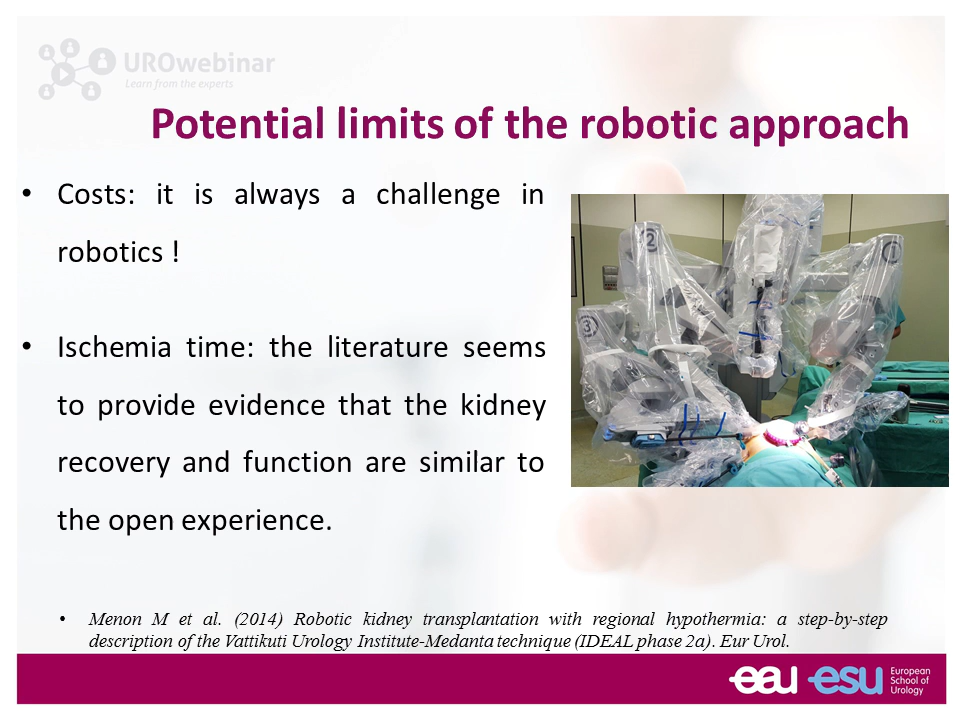 UROwebinar
Learn from the experts
Potential limits of the robotic approach
• Costs: it is always a challenge in
robotics !
• Ischemia time: the literature seems
to provide evidence that the kidney
recovery and function are similar to
the open experience.
2
1
3
• Menon M et al. (2014) Robotic kidney transplantation with regional hypothermia: a step-by-step
description of the Vattikuti Urology Institute-Medanta technique (IDEAL phase 2a). Eur Urol.
eau esu European
School of
Urology